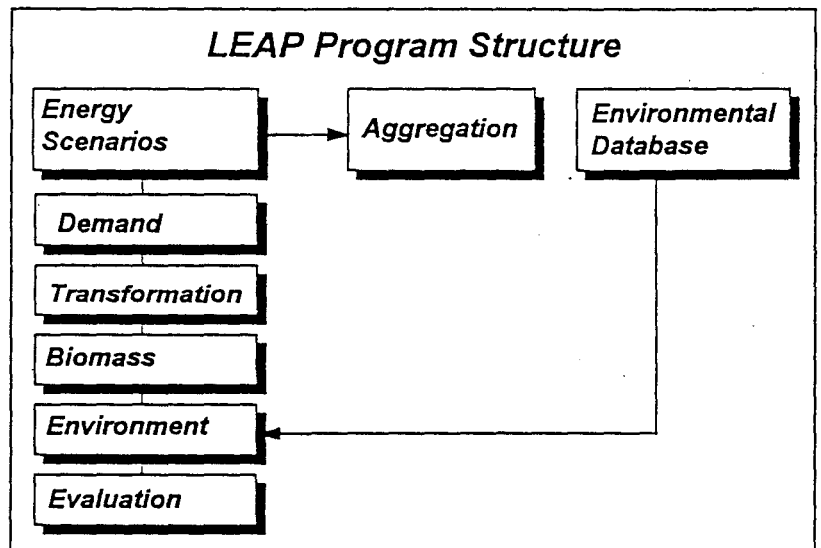 LEAP Program Structure
Energy
Scenarios
Aggregation
Environmental
Database
Demand
Transformation
Biomass
Environment
Evaluation